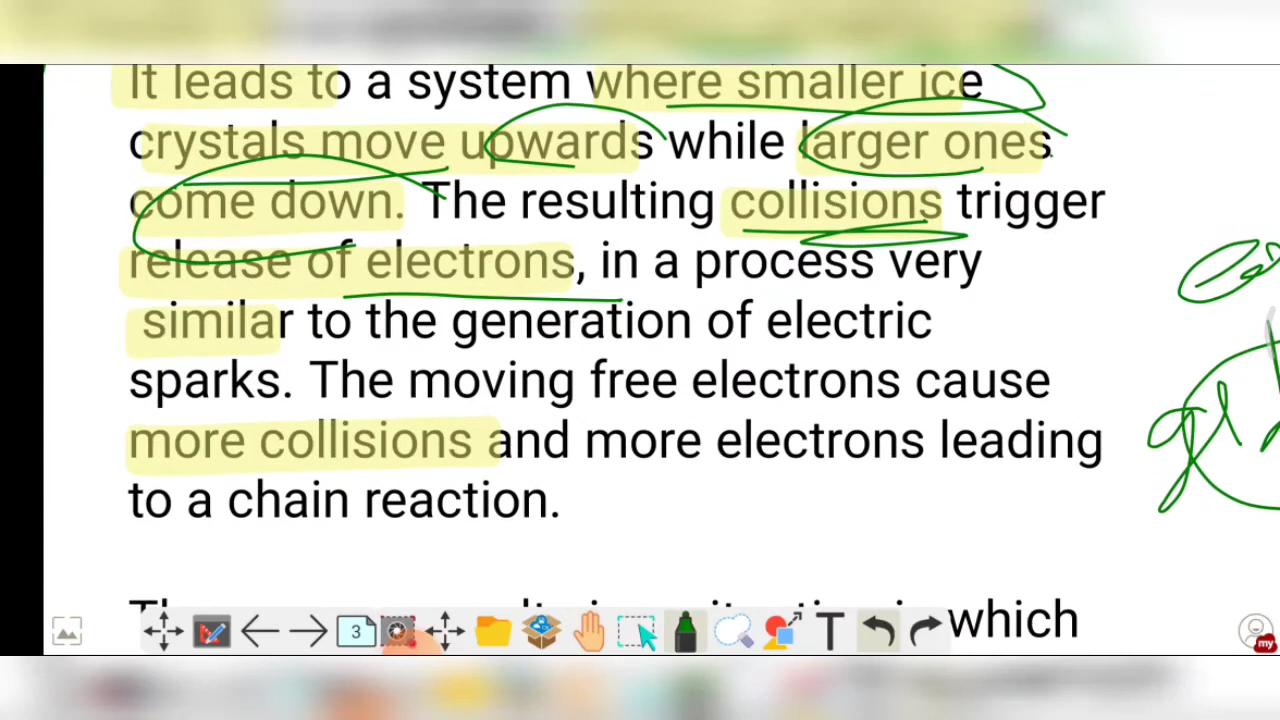 It leads to a system where smaller ice
crystals move upwards while larger ones
come down. The resulting collisions trigger
release of electrons, in a process very
similar to the generation of electric
sparks. The moving free electrons cause
more collisions and more electrons leading
to a chain reaction.
which
3
T
my